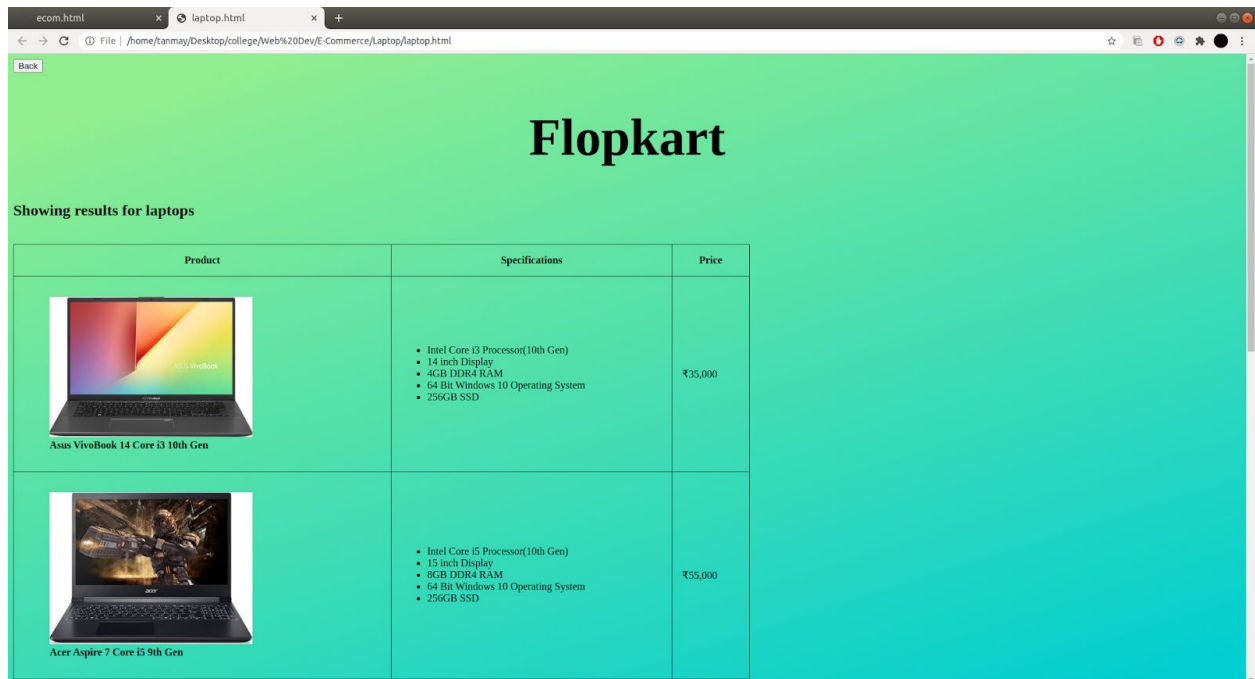 ecom.html
laptop.html
File | /home/tanmay/Desktop/college/Web%20Dev/E-Commerce/Laptop/laptop.html
Back
Flopkart
Showing results for laptops
Product Specifications Price
ASUS VivoBook
Asus VivoBook 14 Core i3 10th Gen
• Intel Core i3 Processor(10th Gen)
• 14 inch Display
• 4GB DDR4 RAM
• 64 Bit Windows 10 Operating System
• 256GB SSD
₹35,000
acer
Acer Aspire 7 Core i5 9th Gen
• Intel Core i5 Processor(10th Gen)
• 15 inch Display
• 8GB DDR4 RAM
• 64 Bit Windows 10 Operating System
• 256GB SSD
₹55,000